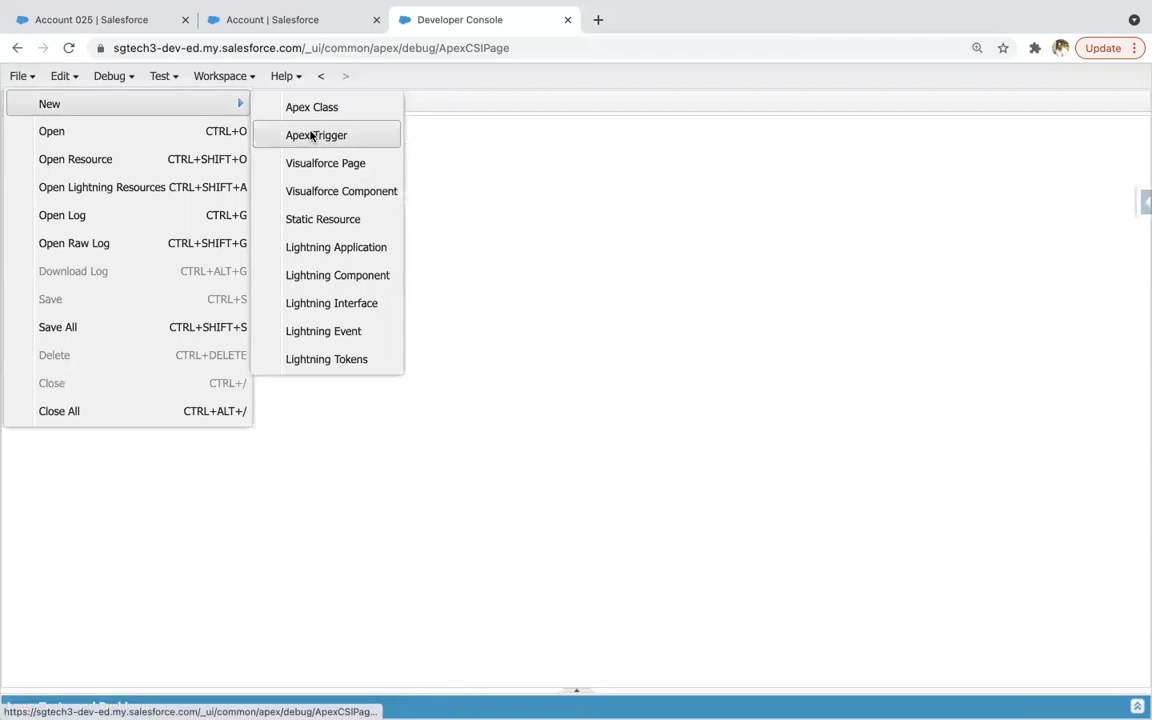 Account 025 | Salesforce
Account | Salesforce
Developer Console
sgtech3-dev-ed.my.salesforce.com/_ui/common/apex/debug/ApexCSIPage
Update
File Edit Debug Test Workspace Help < >
New
Open CTRL+O
Open Resource CTRL+SHIFT+O
Open Lightning Resources CTRL+SHIFT+A
Open Log CTRL+G
Open Raw Log CTRL+SHIFT+G
Download Log CTRL+ALT+G
Save CTRL+S
Save All CTRL+SHIFT+S
Delete CTRL+DELETE
Close CTRL+/
Close All CTRL+ALT+/
Apex Class
Apex Trigger
Visualforce Page
Visualforce Component
Static Resource
Lightning Application
Lightning Component
Lightning Interface
Lightning Event
Lightning Tokens
https://sgtech3-dev-ed.my.salesforce.com/_ui/common/apex/debug/ApexCSIPag...